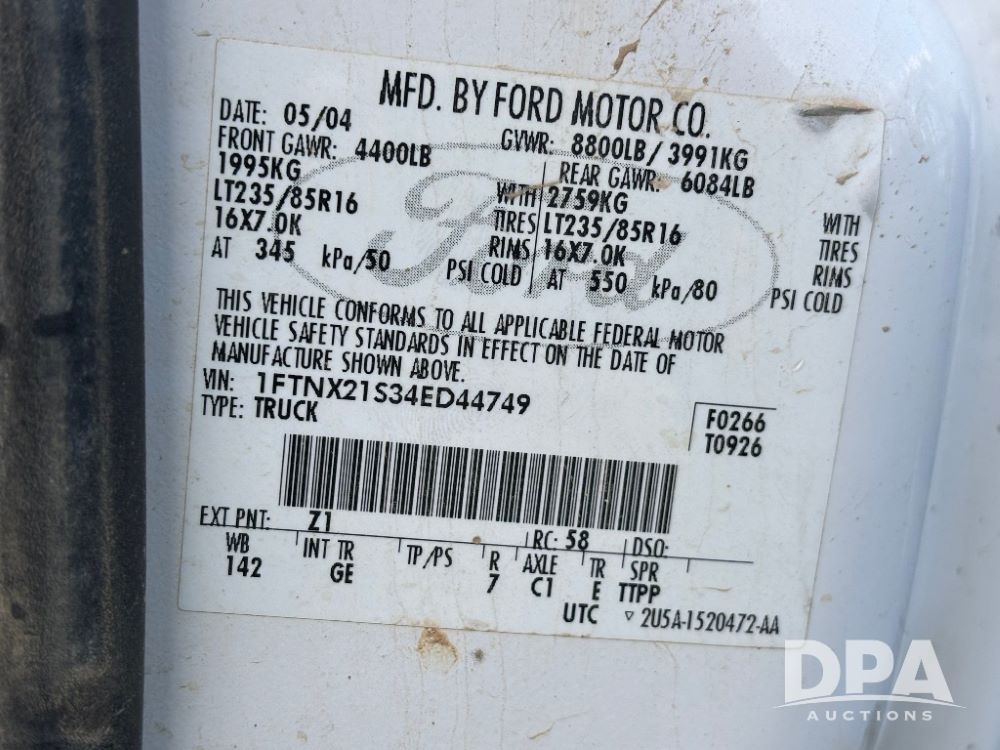 MFD. BY FORD MOTOR CO.
DATE: 05/04 GVWR: 8800LB/ 3991KG
FRONT GAWR: 4400LB REAR GAWR: 6084LB
1995KG WITH 2759KG WITH
LT235/85R16 TIRES LT235/85R16 TIRES
16X7.0K RIMS 16X7.0K RIMS
AT 345 kPa/50 PSI COLD AT 550 kPa/80 PSI COLD
Ford
THIS VEHICLE CONFORMS TO ALL APPLICABLE FEDERAL MOTOR
VEHICLE SAFETY STANDARDS IN EFFECT ON THE DATE OF
MANUFACTURE SHOWN ABOVE.
VIN: 1FTNX21S34ED44749
TYPE: TRUCK
F0266
T0926
EXT PNT: Z1 RC: 58 DSO:
WB INT TR TP/PS R AXLE TR SPR
142 GE 7 C1 E TTPP
UTC ▽ 2U5A-1520472-AA
DPA
AUCTIONS